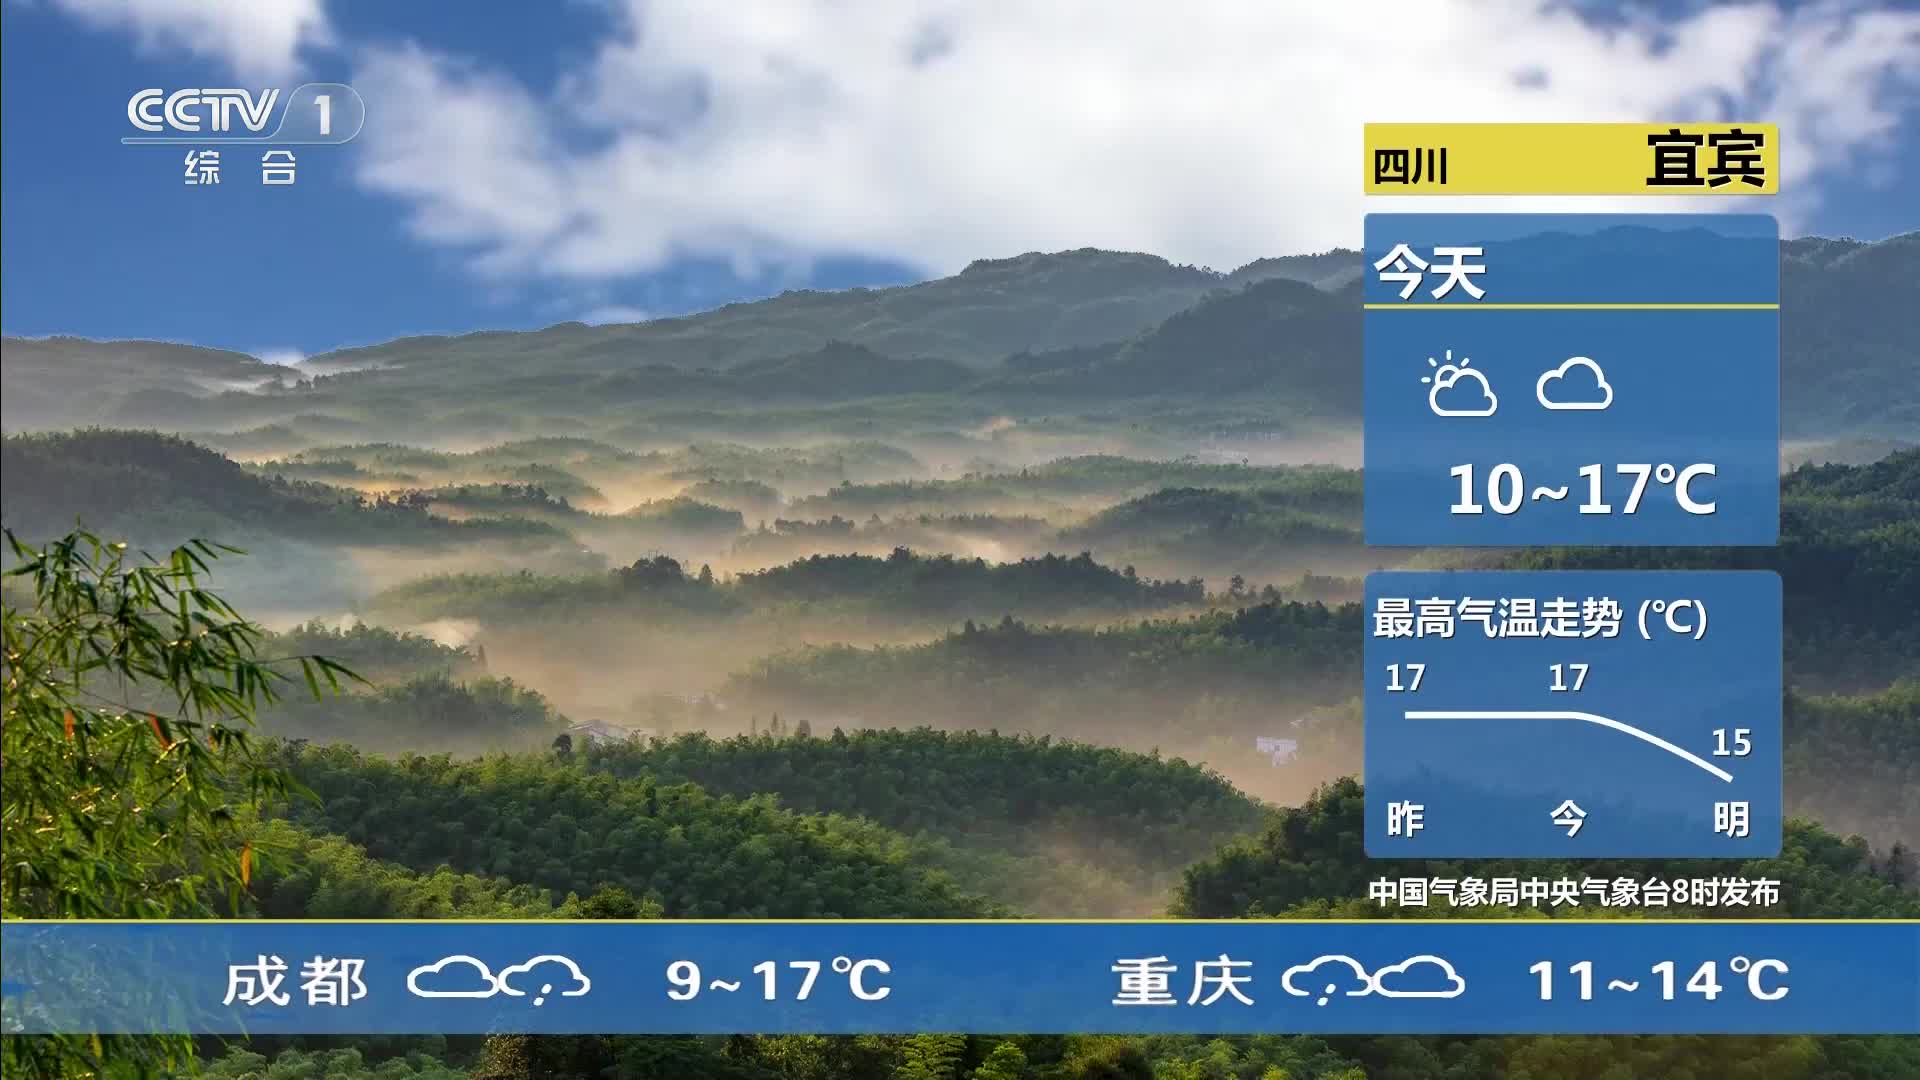 CCTV 1
综合
四川 宜宾
今天
10~17℃
最高气温走势 (℃)
17 17 15
昨 今 明
中国气象局中央气象台8时发布
成都 9~17℃ 重庆 11~14℃